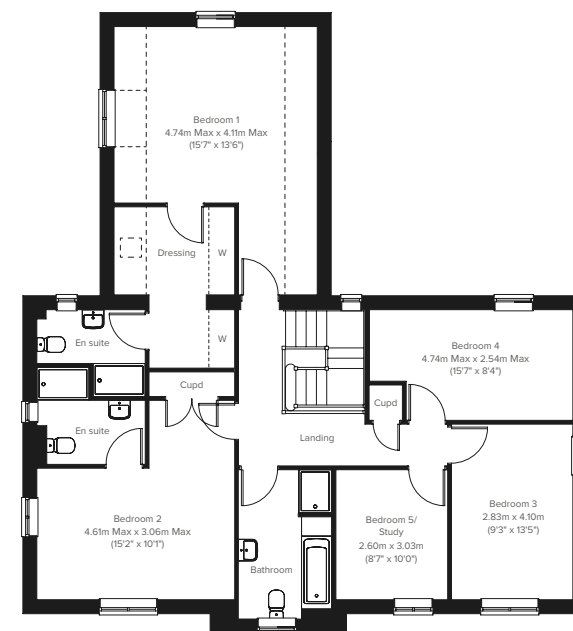 Bedroom 1
4.74m Max x 4.11m Max
(15'7" x 13'6")
Dressing
W
W
En suite
Cupd
En suite
Bedroom 4
4.74m Max x 2.54m Max
(15'7" x 8'4")
Cupd
Landing
Bedroom 2
4.61m Max x 3.06m Max
(15'2" x 10'1")
Bathroom
Bedroom 5/
Study
2.60m x 3.03m
(8'7" x 10'0")
Bedroom 3
2.83m x 4.10m
(9'3" x 13'5")